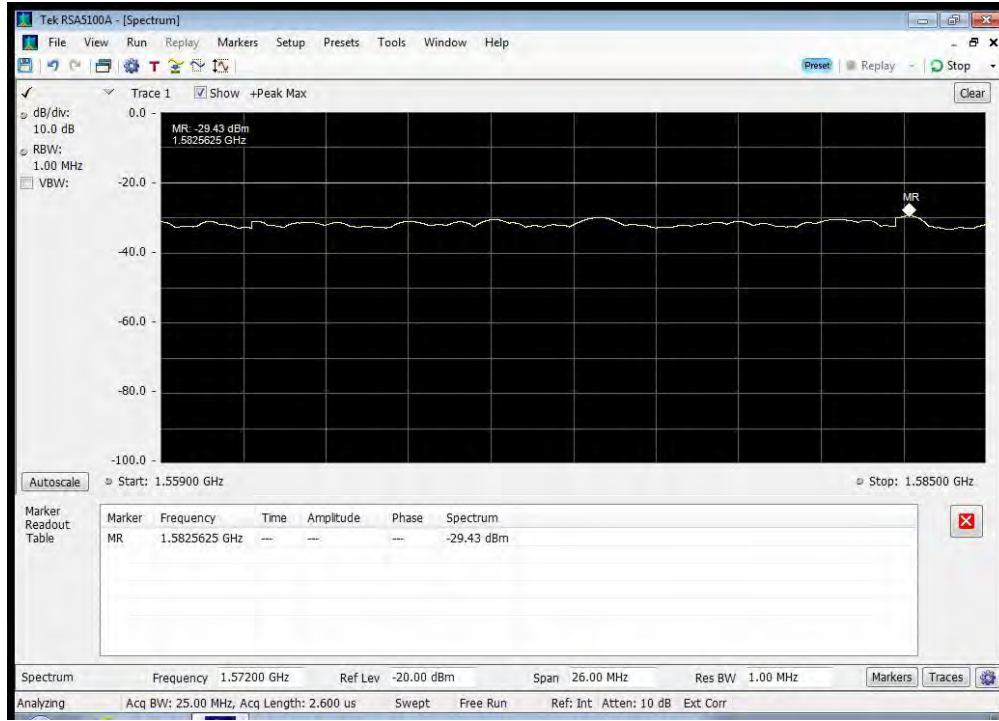 Tek RSA5100A - [Spectrum]
File View Run Replay Markers Setup Presets Tools Window Help
T
Preset Replay Stop
Trace 1 Show +Peak Max Clear
dB/div:
10.0 dB
RBW:
1.00 MHz
VBW:
0.0
MR: -29.43 dBm
1.5825625 GHz
-20.0
MR
-40.0
-60.0
-80.0
-100.0
Autoscale Start: 1.55900 GHz Stop: 1.58500 GHz
Marker
Readout
Table
Marker Frequency Time Amplitude Phase Spectrum
MR 1.5825625 GHz --- --- --- -29.43 dBm
Spectrum Frequency 1.57200 GHz Ref Lev -20.00 dBm Span 26.00 MHz Res BW 1.00 MHz Markers Traces
Analyzing Acq BW: 25.00 MHz, Acq Length: 2.600 us Swept Free Run Ref: Int Atten: 10 dB Ext Corr